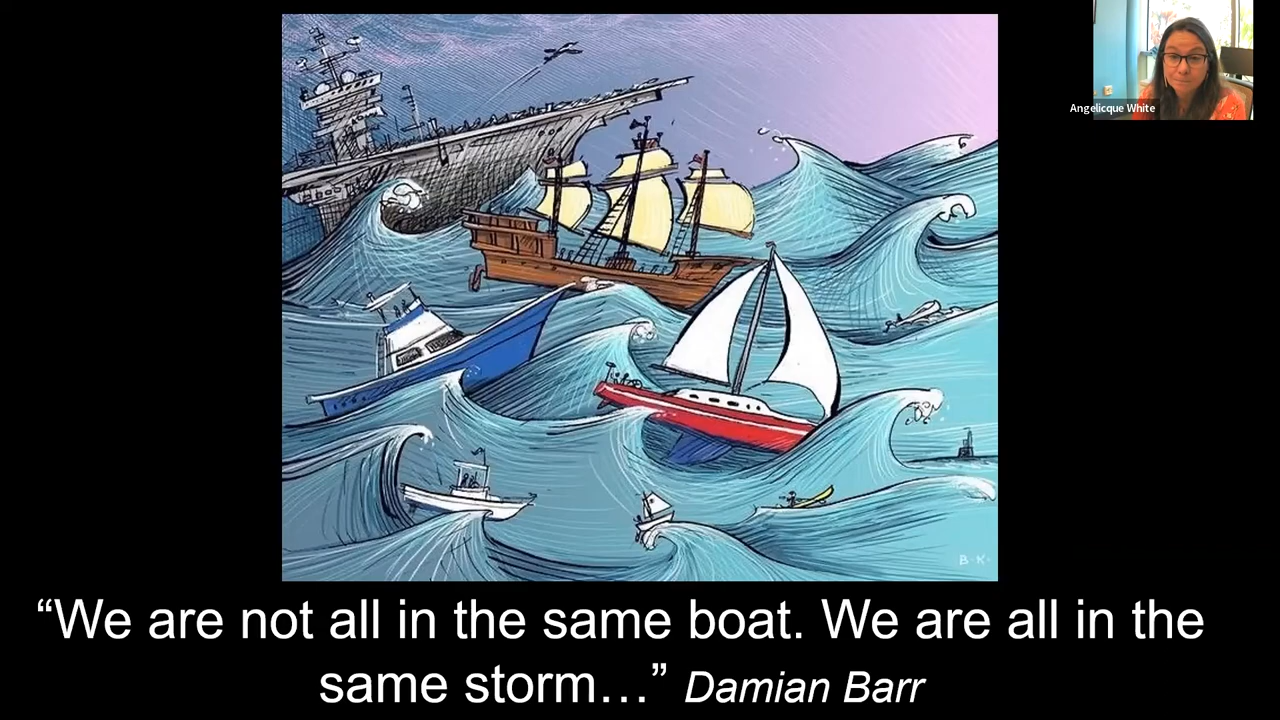 Angelicque White
B.K.
“We are not all in the same boat. We are all in the
same storm…” Damian Barr